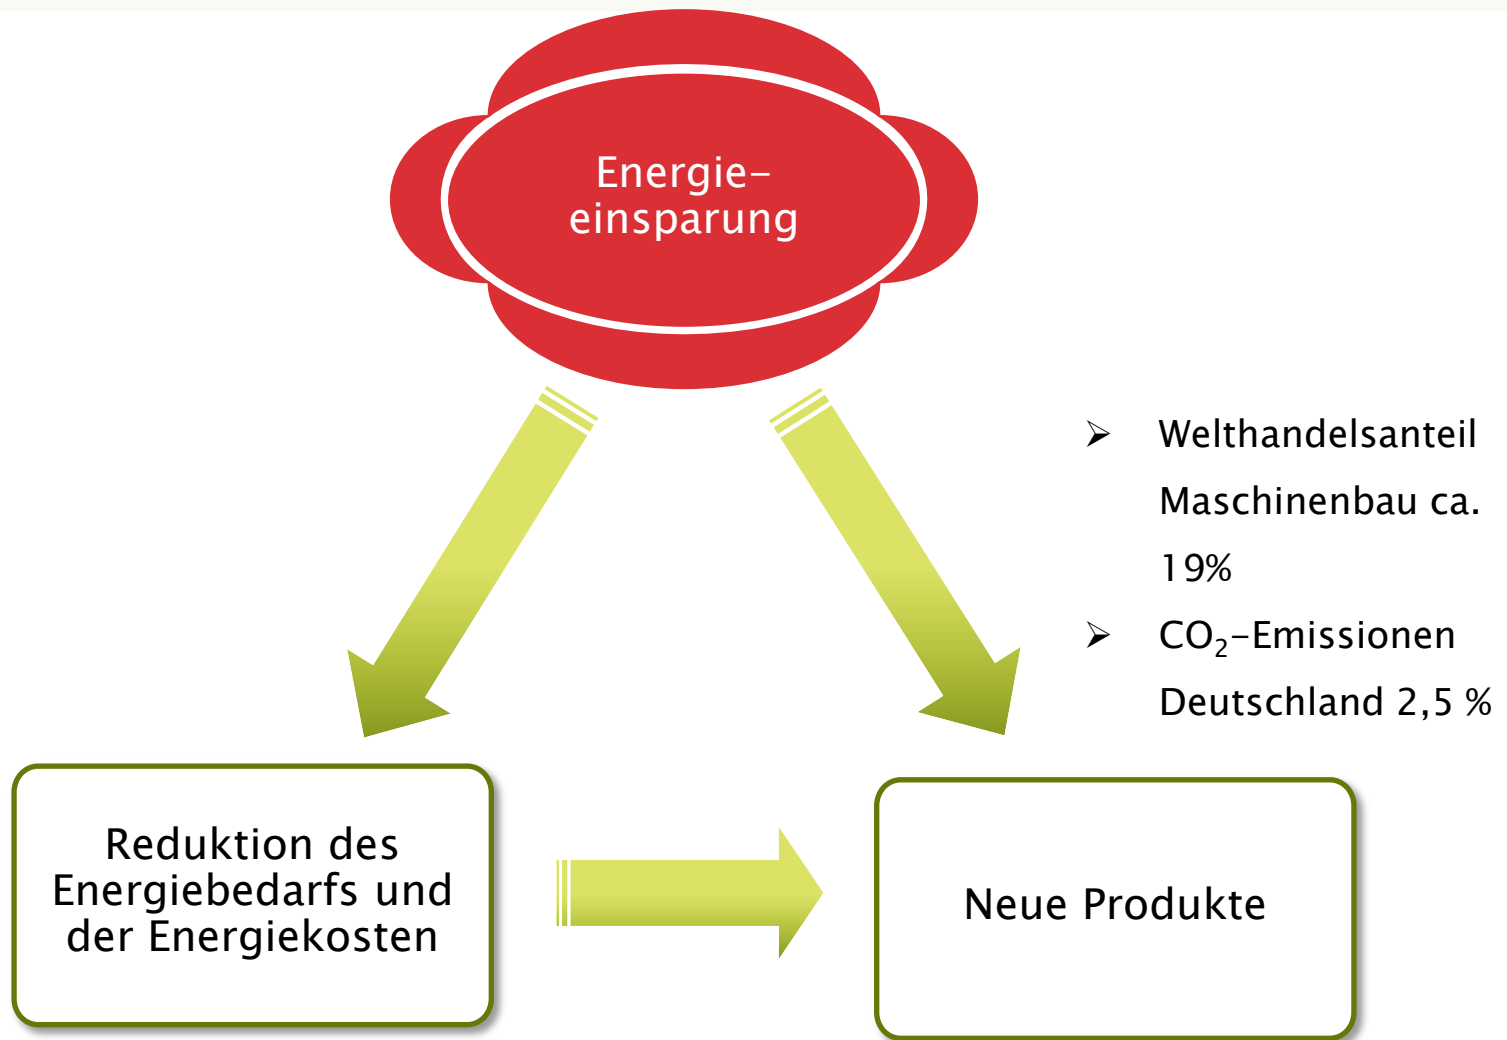 Energie-
einsparung
➢ Welthandelsanteil
Maschinenbau ca.
19%
➢ CO₂-Emissionen
Deutschland 2,5 %
Reduktion des
Energiebedarfs und
der Energiekosten
Neue Produkte